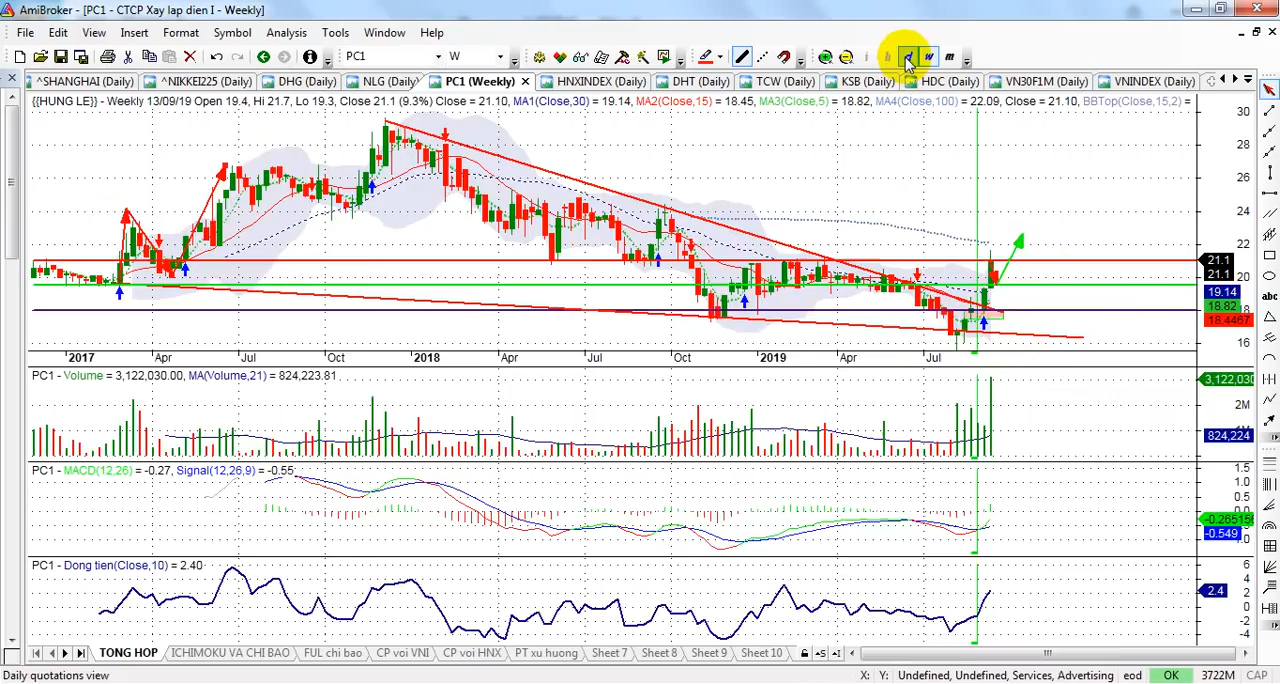 AmiBroker - [PC1 - CTCP Xay lap dien I - Weekly]
File Edit View Insert Format Symbol Analysis Tools Window Help
PC1 W i h d w m
^SHANGHAI (Daily) ^NIKKEI (Daily) DHG (Daily) NLG (Daily) PC1 (Weekly) HNXINDEX (Daily) DHT (Daily) TCW (Daily) KSB (Daily) HDC (Daily) VN30F1M (Daily) VNINDEX (Daily)
{{HUNG LE}} - Weekly 13/09/19 Open 19.4, Hi 21.7, Lo 19.3, Close 21.1 (9.3%) Close = 21.10, MA1(Close,30) = 19.14, MA2(Close,15) = 18.45, MA3(Close,5) = 18.82, MA4(Close,100) = 22.09, Close = 21.10, BBTop(Close,15,2) =
30
28
26
24
22
21.1
21.1
20
19.14
18.82
18.4467
16
2017 Apr Jul Oct 2018 Apr Jul Oct 2019 Apr Jul
PC1 - Volume = 3,122,030.00, MA(Volume,21) = 824,223.81
3,122,030
2M
824,224
PC1 - MACD(12,26) = -0.27, Signal(12,26,9) = -0.55
1.5
1.0
0.5
0.0
-0.265156
-0.549
PC1 - Dong tien(Close,10) = 2.40
6
4
2.4
0
-2
-4
TONG HOP ICHIMOKU VA CHI BAO FUL chi bao CP voi VNI CP voi HNX PT xu huong Sheet 7 Sheet 8 Sheet 9 Sheet 10
abc
Daily quotations view X: Y: Undefined, Undefined, Services, Advertising eod OK 3722M CAP